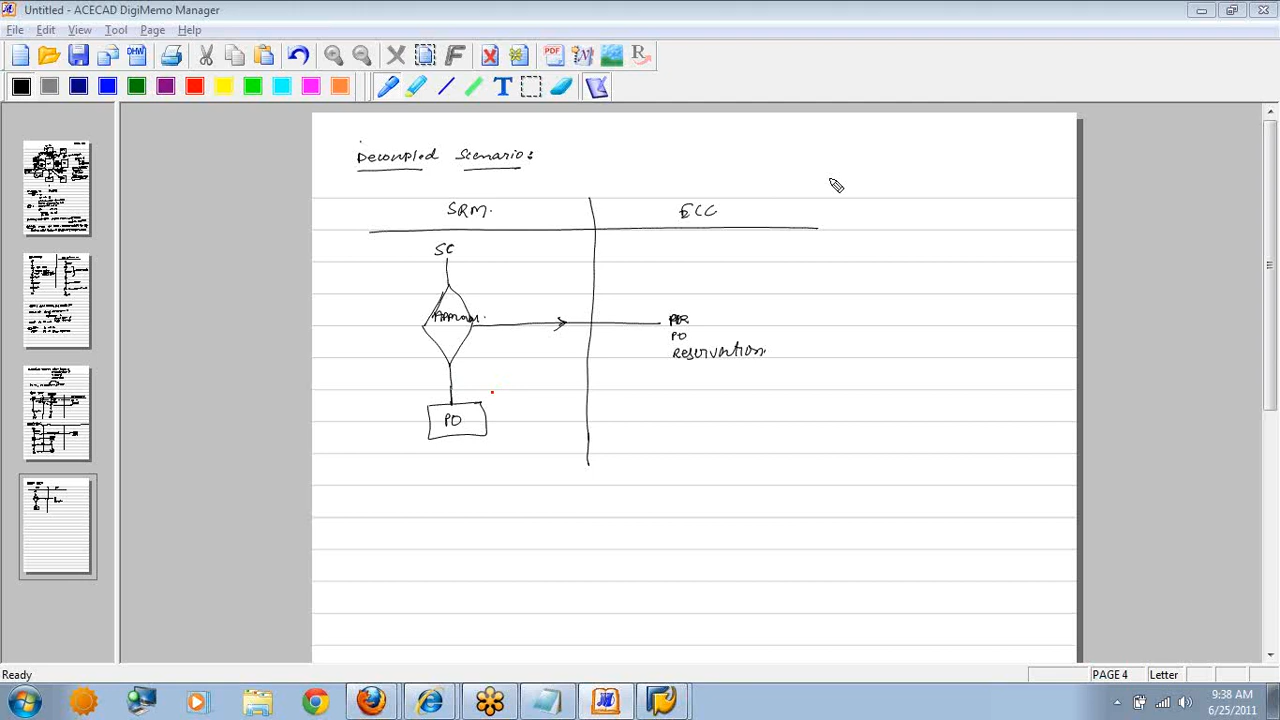 Untitled - ACECAD DigiMemo Manager
File Edit View Tool Page Help
Decoupled Scenario:
SRM. ECC
SC
Approval.
PR
PO
Reservation.
PO
Ready
PAGE 4 Letter
9:38 AM
6/25/2011